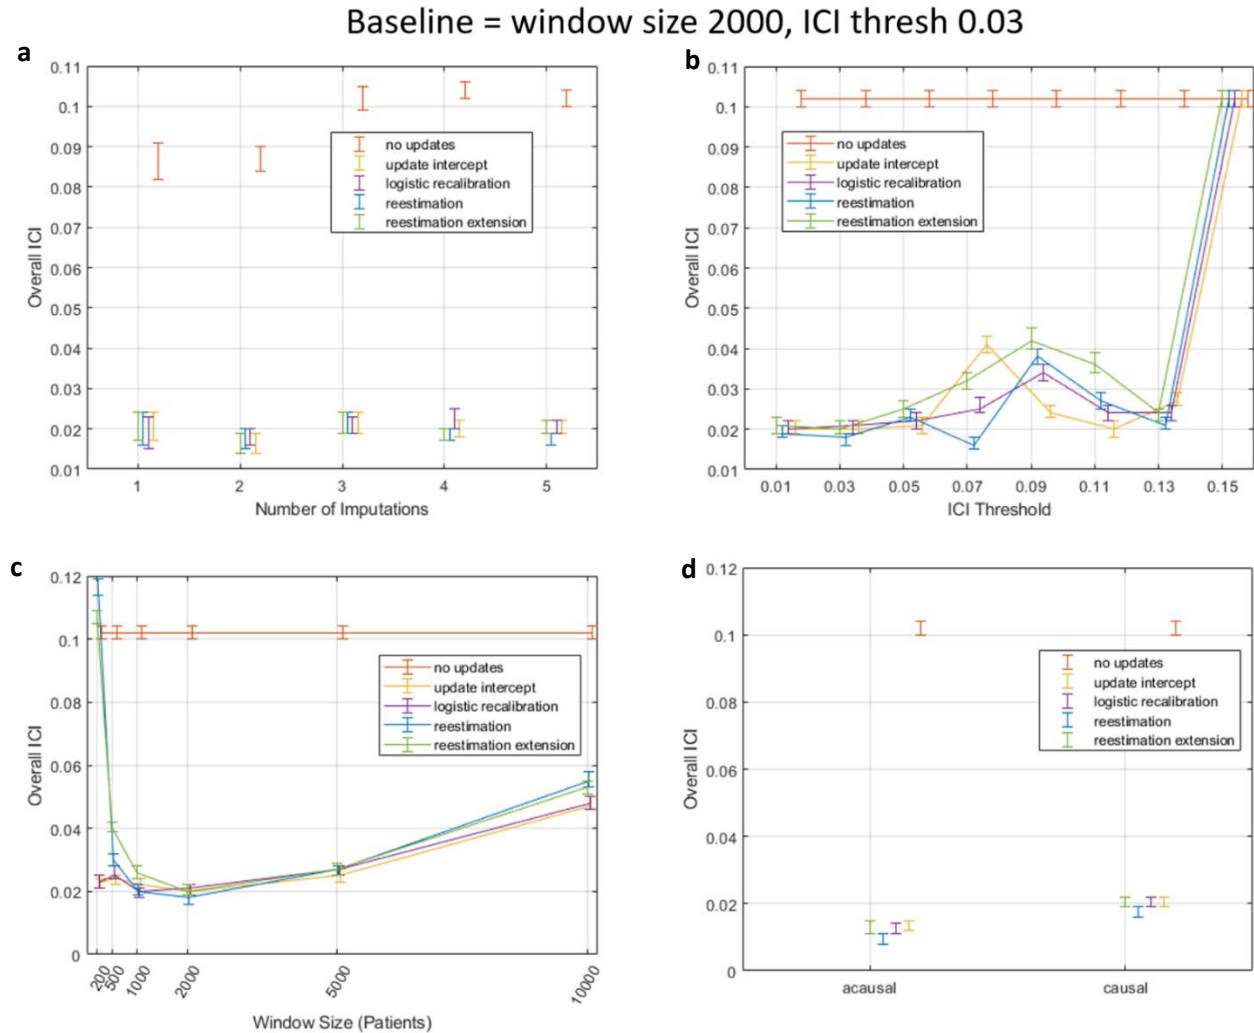 Baseline = window size 2000, ICI thresh 0.03
a
0.11
0.1
0.09
0.08
0.07
0.06
0.05
0.04
0.03
0.02
0.01
Overall ICI
no updates
update intercept
logistic recalibration
reestimation
reestimation extension
1 2 3 4 5
Number of Imputations
b
0.11
0.1
0.09
0.08
0.07
0.06
0.05
0.04
0.03
0.02
0.01
Overall ICI
no updates
update intercept
logistic recalibration
reestimation
reestimation extension
0.01 0.03 0.05 0.07 0.09 0.11 0.13 0.15
ICI Threshold
c
0.12
0.1
0.08
0.06
0.04
0.02
0
Overall ICI
no updates
update intercept
logistic recalibration
reestimation
reestimation extension
200 500 1000 2000 5000 10000
Window Size (Patients)
d
0.12
0.1
0.08
0.06
0.04
0.02
0
Overall ICI
no updates
update intercept
logistic recalibration
reestimation
reestimation extension
acausal causal